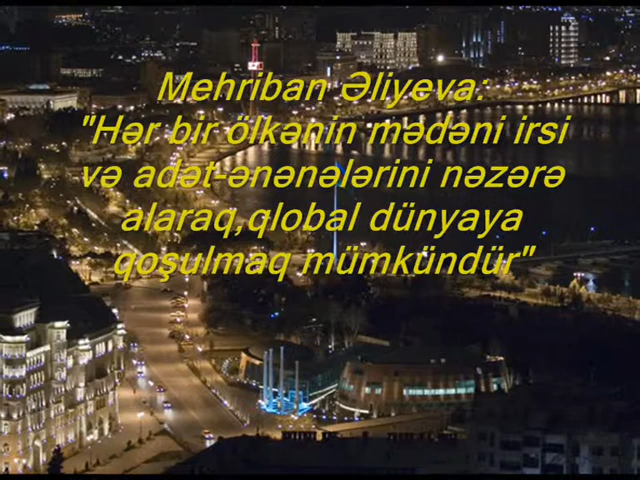 Mehriban Əliyeva:
"Hər bir ölkənin mədəni irsi
və adət-ənənələrini nəzərə
alaraq,qlobal dünyaya
qoşulmaq mümkündür"